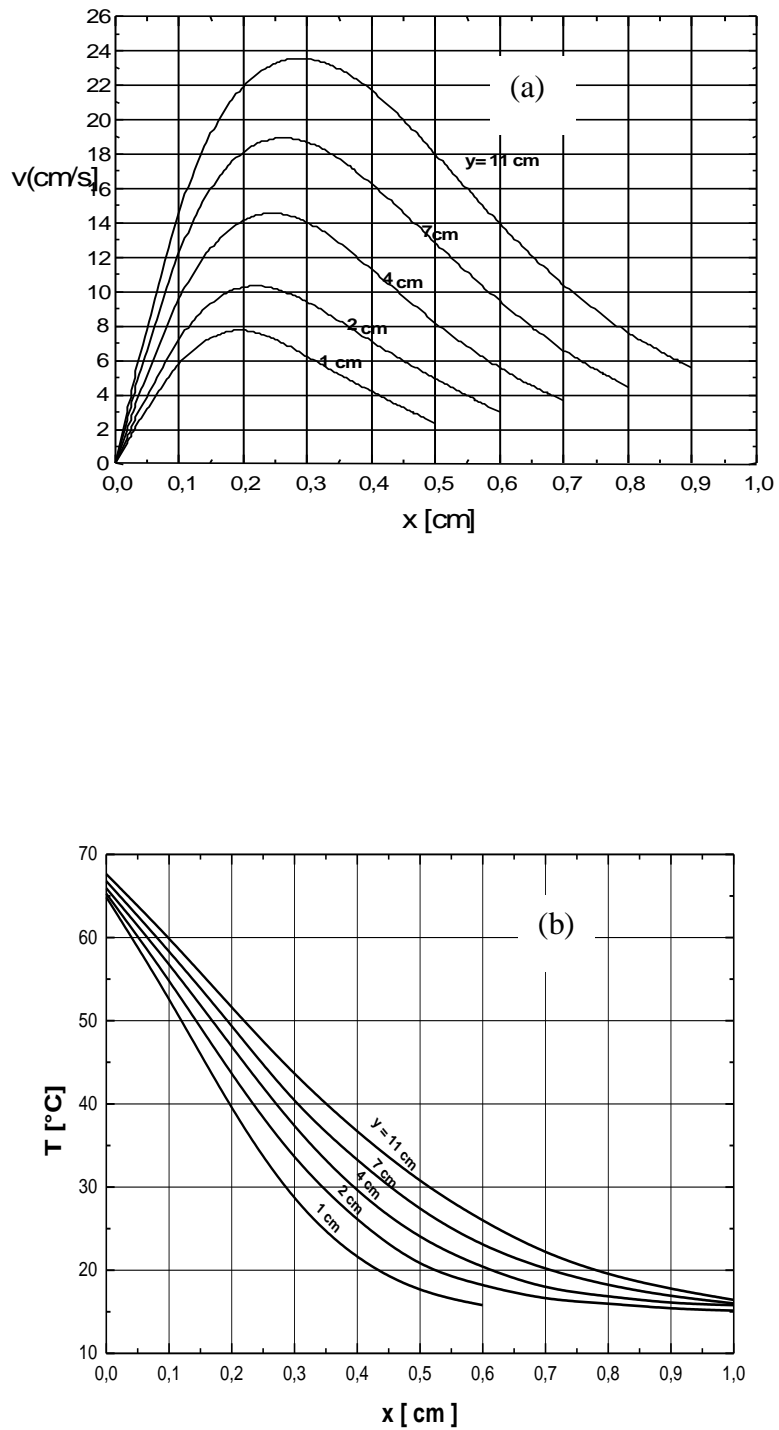 26
24
22
20
18
16
14
12
10
8
6
4
2
0
v(cm/s]
(a)
y= 11 cm
7cm
4 cm
2 cm
1 cm
0,0 0,1 0,2 0,3 0,4 0,5 0,6 0,7 0,8 0,9 1,0
x [cm]
70
60
50
40
30
20
10
T [°C]
(b)
y = 11 cm
7 cm
4 cm
2 cm
1 cm
0,0 0,1 0,2 0,3 0,4 0,5 0,6 0,7 0,8 0,9 1,0
x [ cm ]